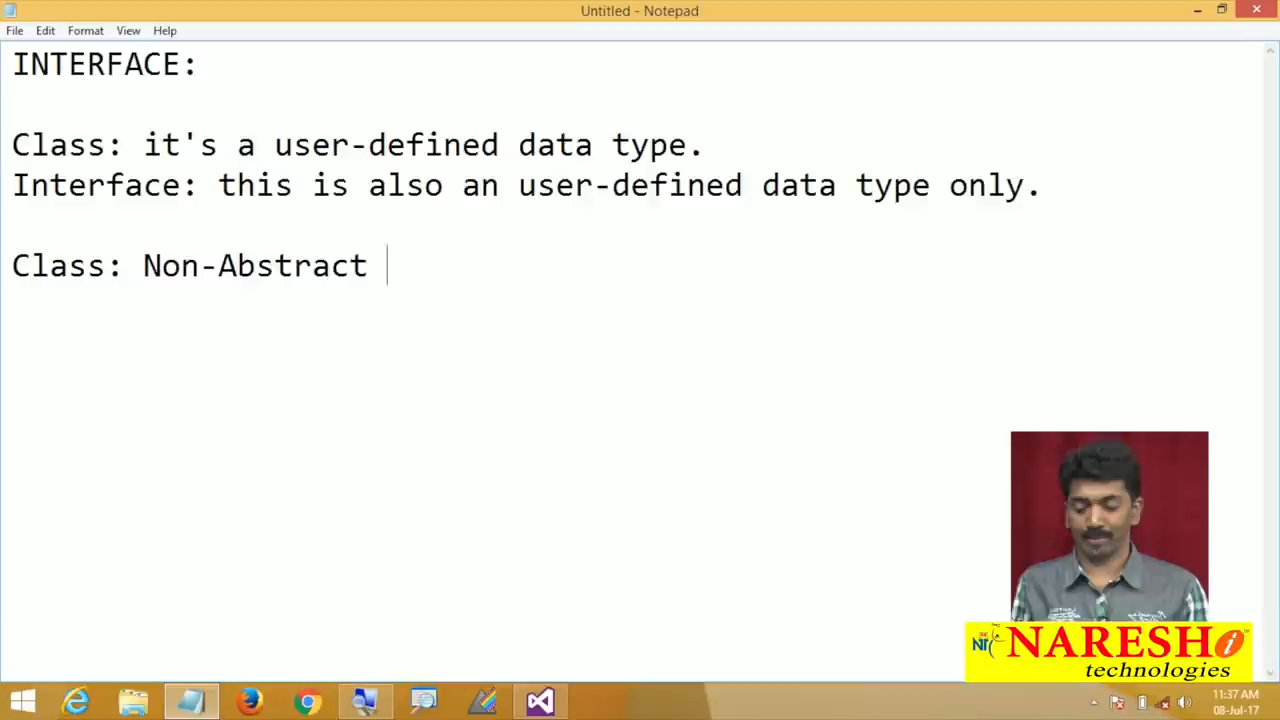 Untitled - Notepad
File Edit Format View Help
INTERFACE:
Class: it's a user-defined data type.
Interface: this is also an user-defined data type only.
Class: Non-Abstract
NARESH i
technologies
11:37 AM
08-Jul-17